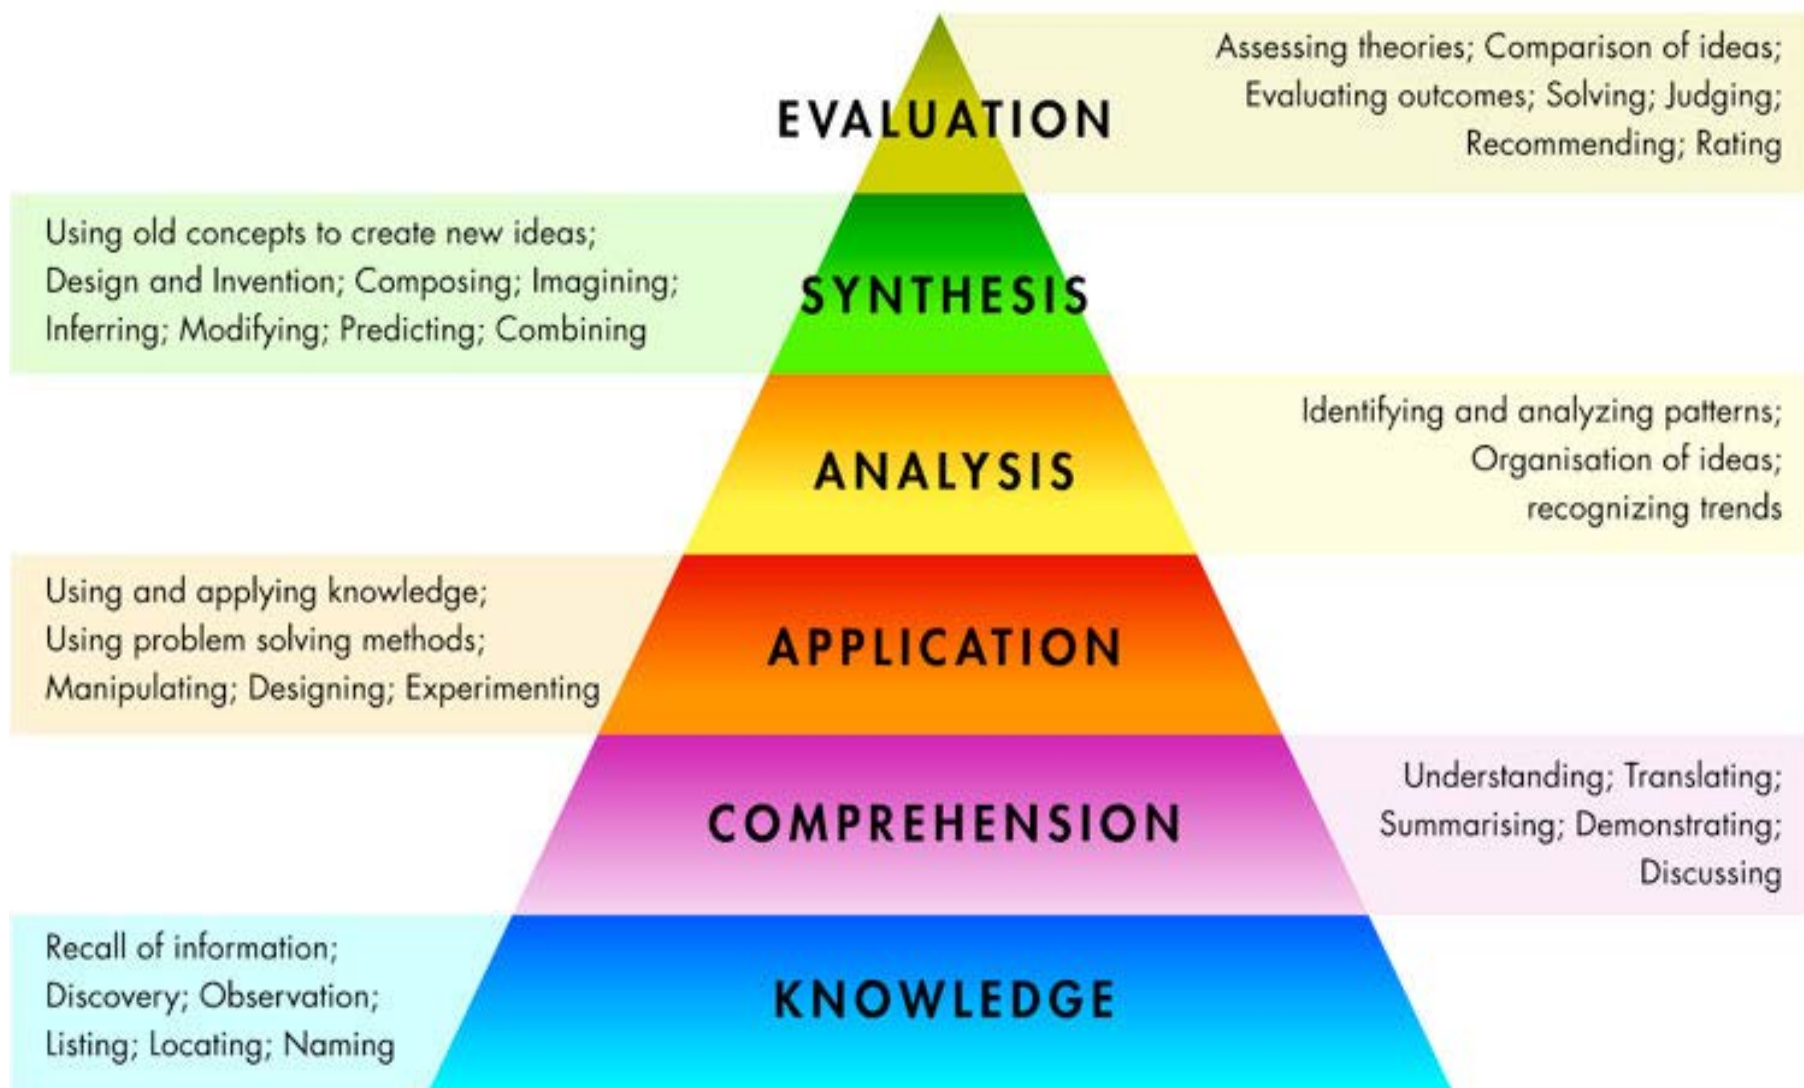 Assessing theories; Comparison of ideas;
Evaluating outcomes; Solving; Judging;
Recommending; Rating
EVALUATION
Using old concepts to create new ideas;
Design and Invention; Composing; Imagining;
Inferring; Modifying; Predicting; Combining
SYNTHESIS
Identifying and analyzing patterns;
Organisation of ideas;
recognizing trends
ANALYSIS
Using and applying knowledge;
Using problem solving methods;
Manipulating; Designing; Experimenting
APPLICATION
Understanding; Translating;
Summarising; Demonstrating;
Discussing
COMPREHENSION
Recall of information;
Discovery; Observation;
Listing; Locating; Naming
KNOWLEDGE